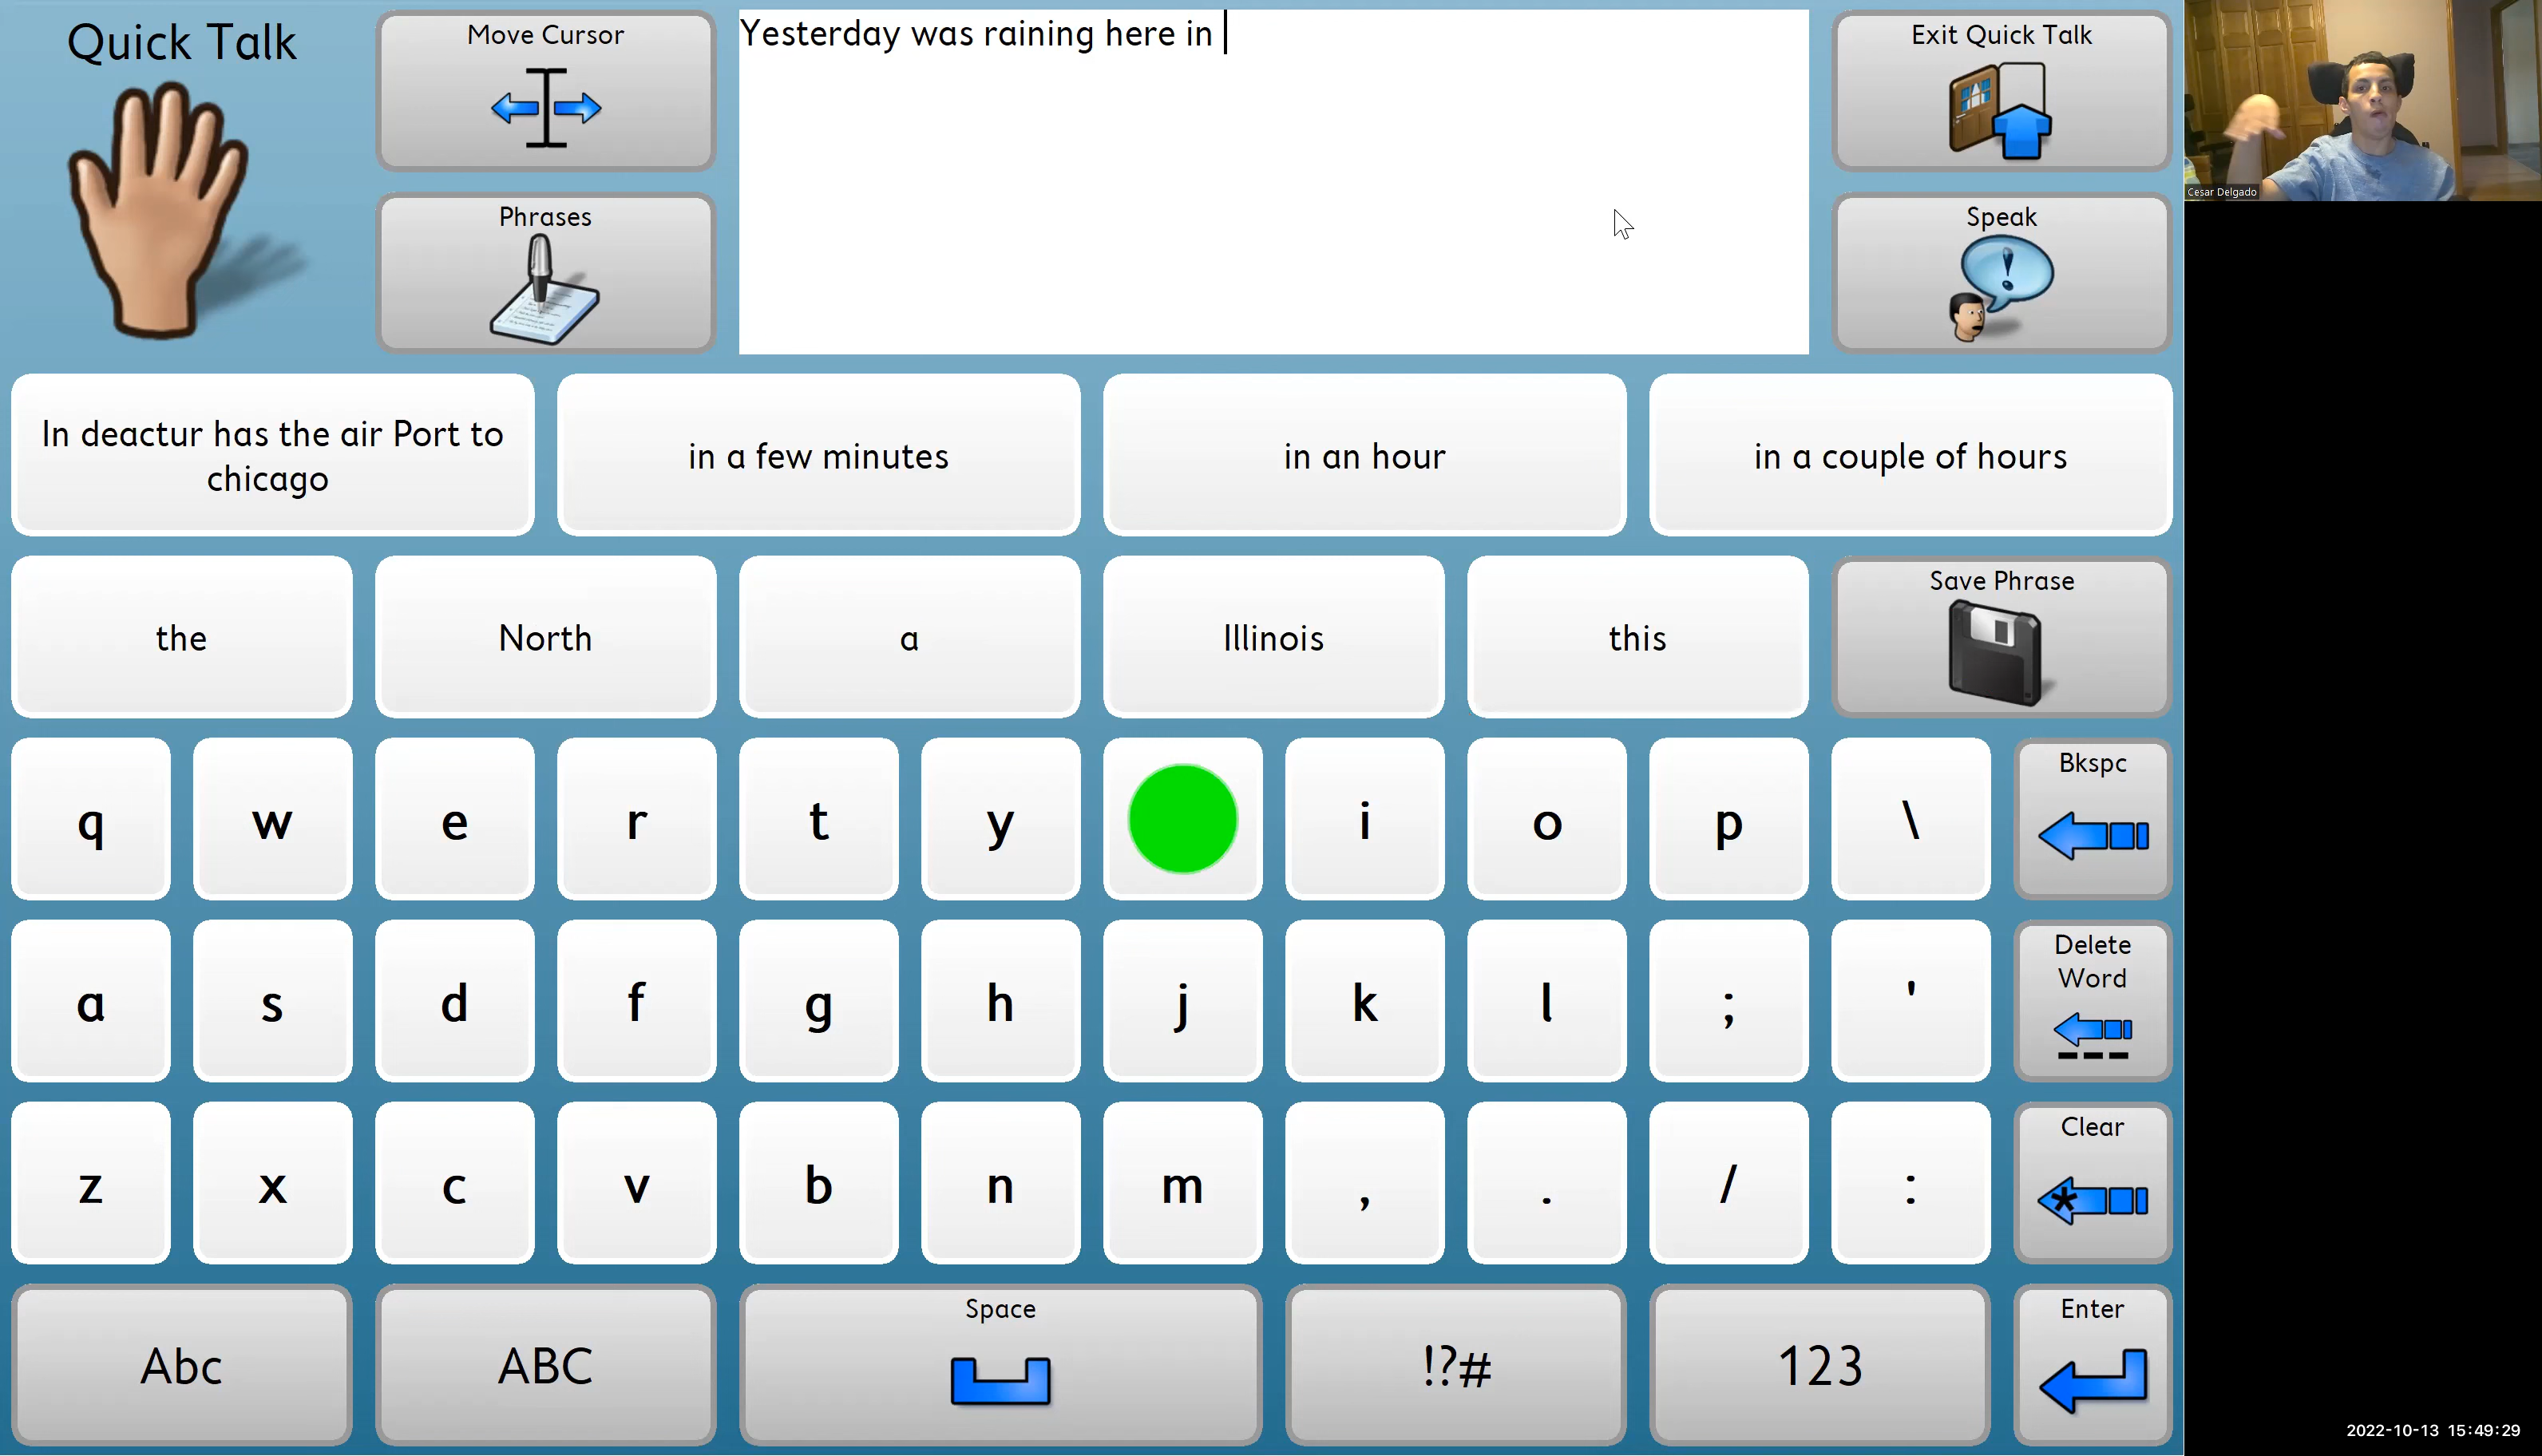 Quick Talk
Move Cursor
Yesterday was raining here in
Exit Quick Talk
Cesar Delgado
Phrases
Speak
In deactur has the air Port to
chicago
in a few minutes
in an hour
in a couple of hours
the
North
a
Illinois
this
Save Phrase
q w e r t y i o p \
Bkspc
a s d f g h j k l ; '
Delete
Word
z x c v b n m , . / :
Clear
Abc
ABC
Space
!?#
123
Enter
2022-10-13 15:49:29